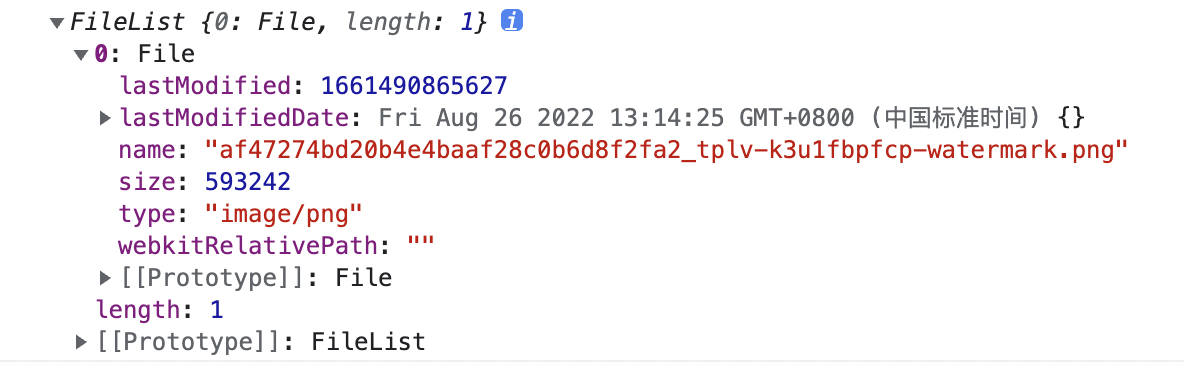 FileList {0: File, length: 1} i
0: File
lastModified: 1661490865627
lastModifiedDate: Fri Aug 26 2022 13:14:25 GMT+0800 (中国标准时间) {}
name: "af47274bd20b4e4baaf28c0b6d8f2fa2_tplv-k3u1fbpfcp-watermark.png"
size: 593242
type: "image/png"
webkitRelativePath: ""
[[Prototype]]: File
length: 1
[[Prototype]]: FileList